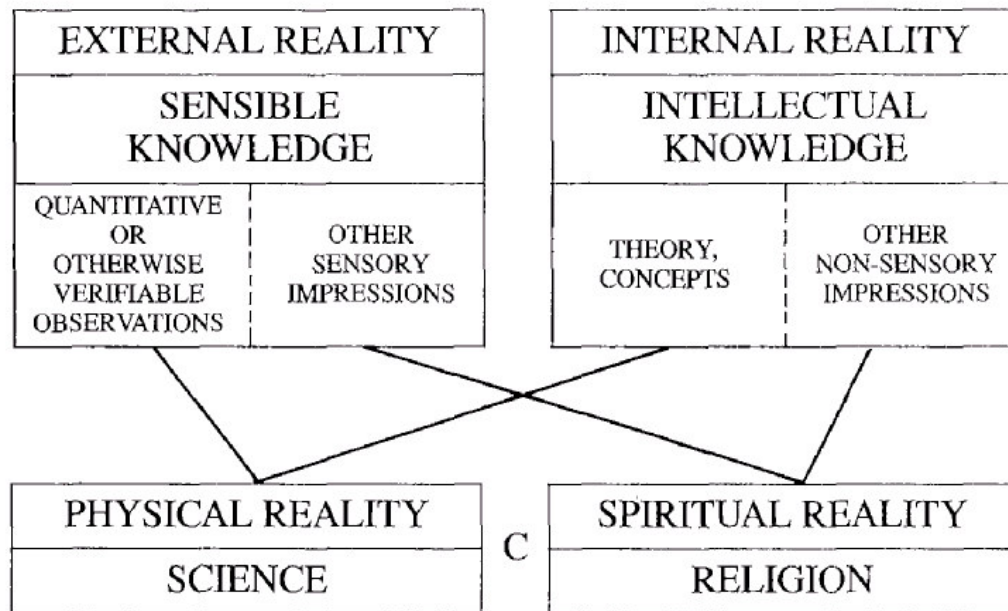 EXTERNAL REALITY
SENSIBLE
KNOWLEDGE
QUANTITATIVE
OR
OTHERWISE
VERIFIABLE
OBSERVATIONS
OTHER
SENSORY
IMPRESSIONS
INTERNAL REALITY
INTELLECTUAL
KNOWLEDGE
THEORY,
CONCEPTS
OTHER
NON-SENSORY
IMPRESSIONS
PHYSICAL REALITY
SCIENCE
C
SPIRITUAL REALITY
RELIGION